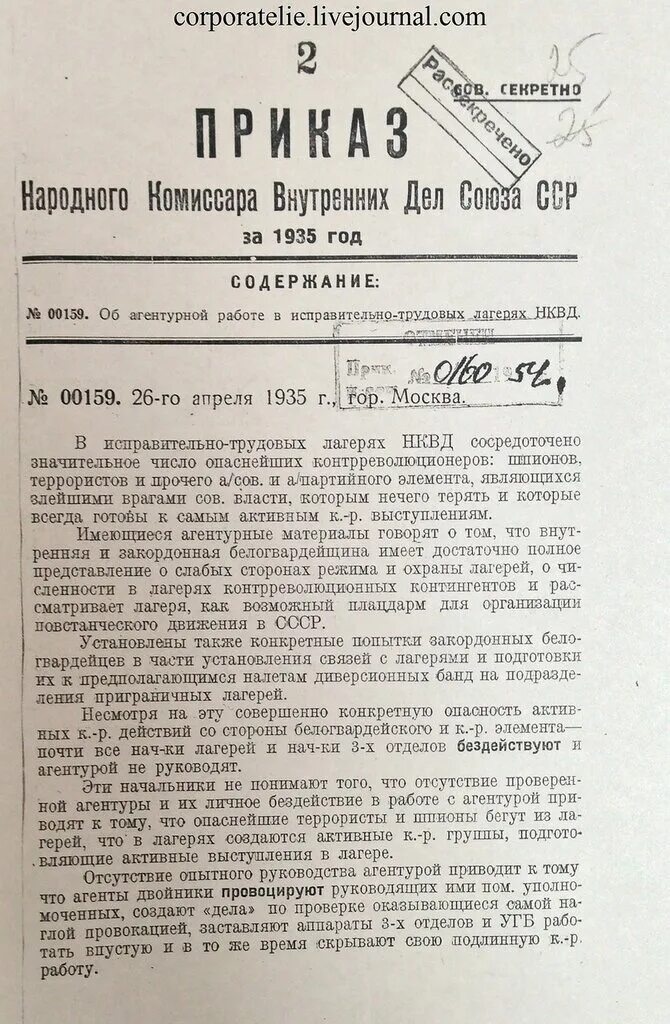 corporatelie.livejournal.com
2
25
Рассекречено
СОВ. СЕКРЕТНО
25
ПРИКАЗ
Народного Комиссара Внутренних Дел Союза ССР
за 1935 год
СОДЕРЖАНИЕ:
№ 00159. Об агентурной работе в исправительно-трудовых лагерях НКВД.
ОТМЕНЕН
Прик. № 0160 1954.
№ 00159. 26-го апреля 1935 г., гор. Москва.
В исправительно-трудовых лагерях НКВД сосредоточено
значительное число опаснейших контрреволюционеров: шпионов,
террористов и прочего а/сов. и а/партийного элемента, являющихся
злейшими врагами сов. власти, которым нечего терять и которые
всегда готовы к самым активным к.-р. выступлениям.
Имеющиеся агентурные материалы говорят о том, что внут-
ренняя и закордонная белогвардейщина имеет достаточно полное
представление о слабых сторонах режима и охраны лагерей, о чи-
сленности в лагерях контрреволюционных контингентов и рас-
сматривает лагеря, как возможный плацдарм для организации
повстанческого движения в СССР.
Установлены также конкретные попытки закордонных бело-
гвардейцев в части установления связей с лагерями и подготовки
их к предполагающимся налетам диверсионных банд на подразде-
ления приграничных лагерей.
Несмотря на эту совершенно конкретную опасность актив-
ных к.-р. действий со стороны белогвардейского и к.-р. элемента—
почти все нач-ки лагерей и нач-ки 3-х отделов бездействуют и
агентурой не руководят.
Эти начальники не понимают того, что отсутствие проверен-
ной агентуры и их личное бездействие в работе с агентурой при-
водят к тому, что опаснейшие террористы и шпионы бегут из ла-
герей, что в лагерях создаются активные к.-р. группы, подгото-
вляющие активные выступления в лагере.
Отсутствие опытного руководства агентурой приводит к тому
что агенты двойники провоцируют руководящих ими пом. уполно-
моченных, создают «дела» по проверке оказывающиеся самой на-
глой провокацией, заставляют аппараты 3-х отделов и УГБ рабо-
тать впустую и в то же время скрывают свою подлинную к.-р.
работу.